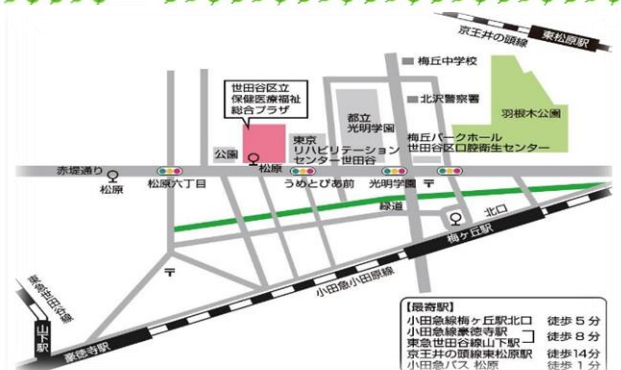 京王井の頭線
東松原駅
梅丘中学校
世田谷区立
保健医療福祉
総合プラザ
都立
光明学園
北沢警察署
羽根木公園
公園
東京
リハビリテーション
センター世田谷
梅丘パークホール
世田谷区口腔衛生センター
赤堤通り
松原
松原
松原六丁目
うめとぴあ前
光明学園
〒
緑道
北口
梅ヶ丘駅
〒
小田急小田原線
東急世田谷線
山下駅
豪徳寺駅
【最寄駅】
小田急線梅ヶ丘駅北口 徒歩5分
小田急線豪徳寺駅
東急世田谷線山下駅 徒歩8分
京王井の頭線東松原駅 徒歩14分
小田急バス 松原 徒歩1分